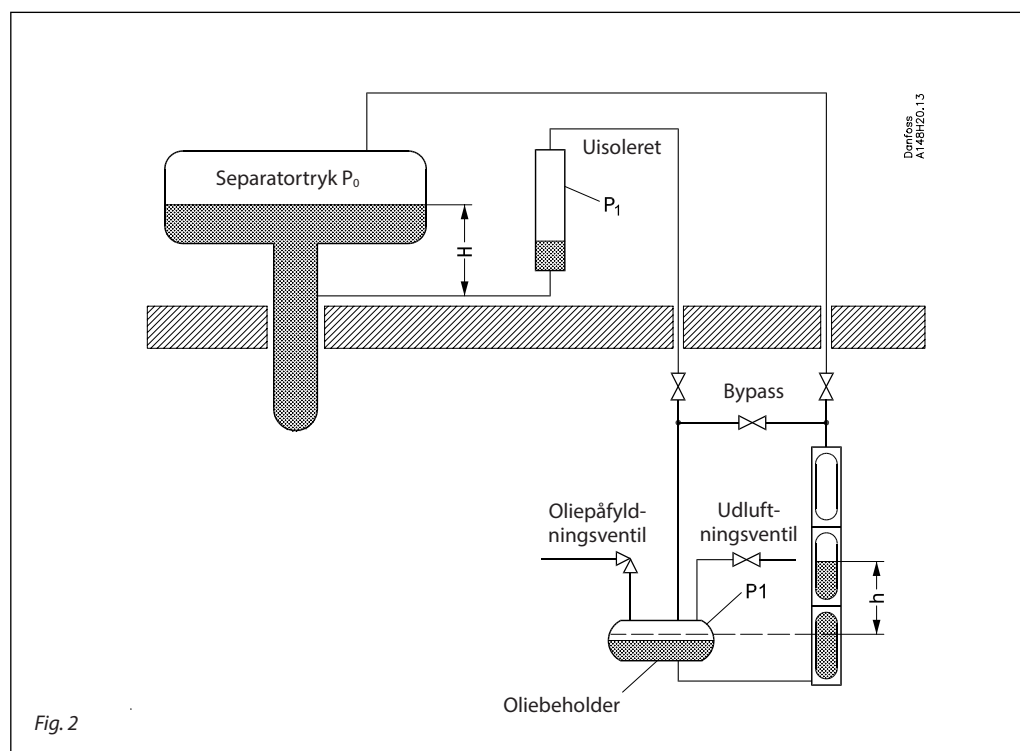 Danfoss
A148H20.13
Uisoleret
Separatortryk P₀
P₁
H
Bypass
Oliepåfyld-
ningsventil
Udluft-
ningsventil
P1
h
Oliebeholder
Fig. 2